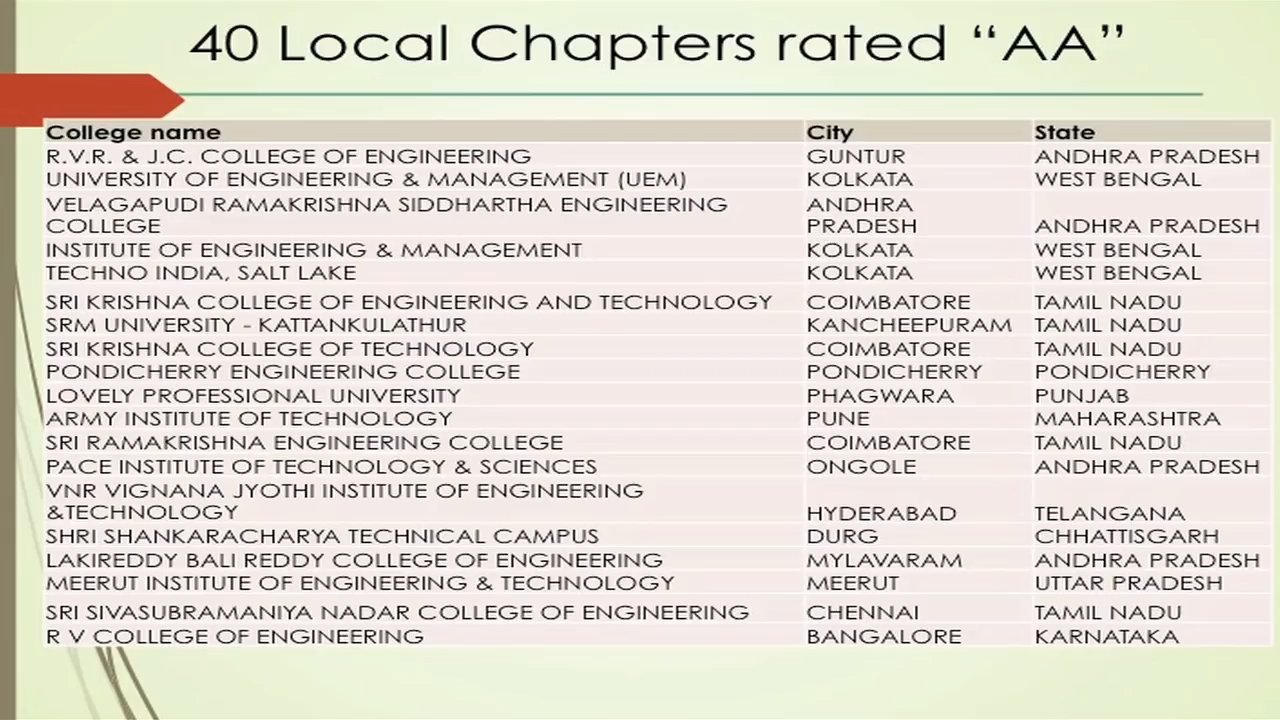 40 Local Chapters rated “AA”
College name City State
R.V.R. & J.C. COLLEGE OF ENGINEERING GUNTUR ANDHRA PRADESH
UNIVERSITY OF ENGINEERING & MANAGEMENT (UEM) KOLKATA WEST BENGAL
VELAGAPUDI RAMAKRISHNA SIDDHARTHA ENGINEERING ANDHRA
COLLEGE PRADESH ANDHRA PRADESH
INSTITUTE OF ENGINEERING & MANAGEMENT KOLKATA WEST BENGAL
TECHNO INDIA, SALT LAKE KOLKATA WEST BENGAL
SRI KRISHNA COLLEGE OF ENGINEERING AND TECHNOLOGY COIMBATORE TAMIL NADU
SRM UNIVERSITY - KATTANKULATHUR KANCHEEPURAM TAMIL NADU
SRI KRISHNA COLLEGE OF TECHNOLOGY COIMBATORE TAMIL NADU
PONDICHERRY ENGINEERING COLLEGE PONDICHERRY PONDICHERRY
LOVELY PROFESSIONAL UNIVERSITY PHAGWARA PUNJAB
ARMY INSTITUTE OF TECHNOLOGY PUNE MAHARASHTRA
SRI RAMAKRISHNA ENGINEERING COLLEGE COIMBATORE TAMIL NADU
PACE INSTITUTE OF TECHNOLOGY & SCIENCES ONGOLE ANDHRA PRADESH
VNR VIGNANA JYOTHI INSTITUTE OF ENGINEERING
&TECHNOLOGY HYDERABAD TELANGANA
SHRI SHANKARACHARYA TECHNICAL CAMPUS DURG CHHATTISGARH
LAKIREDDY BALI REDDY COLLEGE OF ENGINEERING MYLAVARAM ANDHRA PRADESH
MEERUT INSTITUTE OF ENGINEERING & TECHNOLOGY MEERUT UTTAR PRADESH
SRI SIVASUBRAMANIYA NADAR COLLEGE OF ENGINEERING CHENNAI TAMIL NADU
R V COLLEGE OF ENGINEERING BANGALORE KARNATAKA